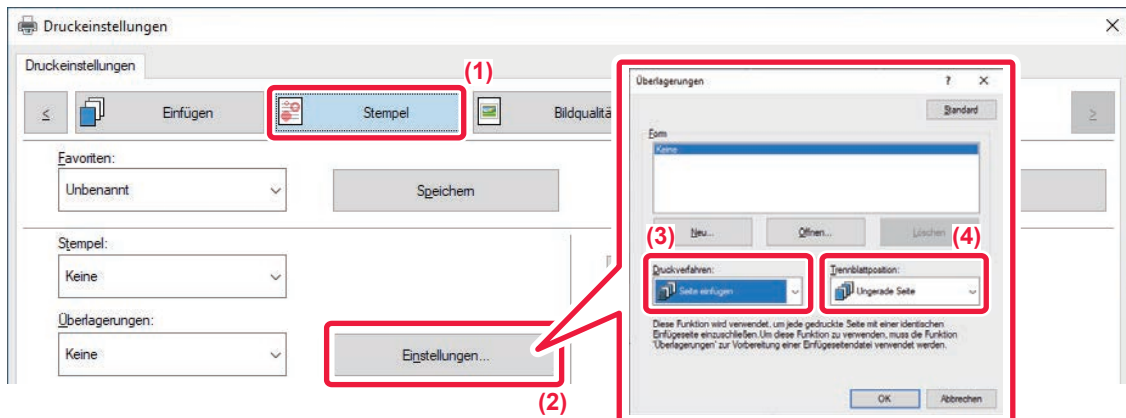 Druckeinstellungen
Druckeinstellungen
(1)
<
Einfügen
Stempel
Bildqualitä
>
Favoriten:
Unbenannt
Speichern
Stempel:
Keine
Überlagerungen:
Keine
Einstellungen...
(2)
Überlagerungen
?
Standard
Form
Keine
Neu...
Öffnen...
Löschen
(3)
(4)
Druckverfahren:
Trennblattposition:
Seite einfügen
Ungerade Seite
Diese Funktion wird verwendet, um jede gedruckte Seite mit einer identischen
Einfügeseite einzuschließen.Um diese Funktion zu verwenden, muss die Funktion
'Überlagerungen' zur Vorbereitung einer Einfügeseitendatei verwendet werden.
OK
Abbrechen